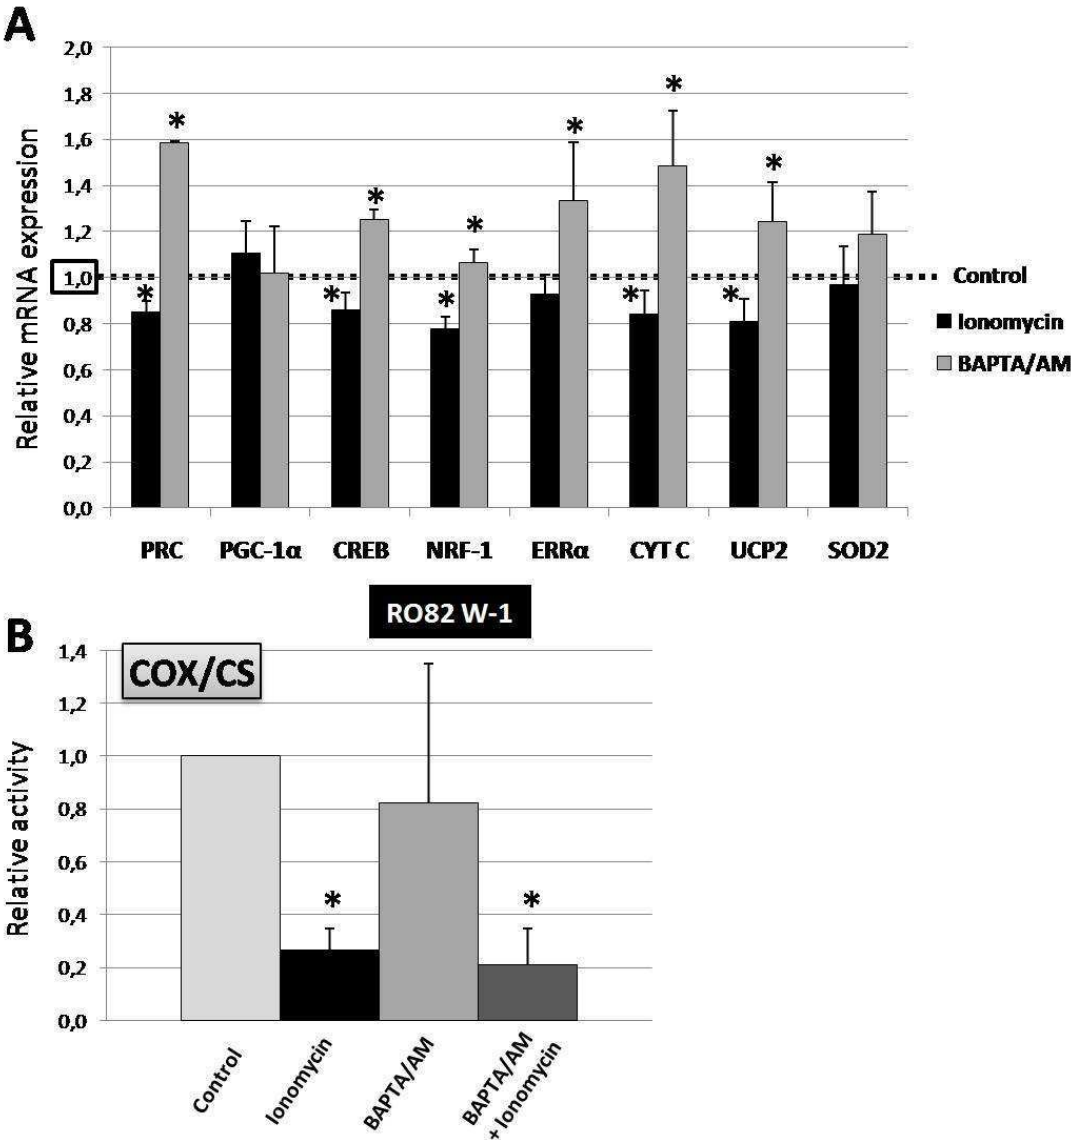 A
2,0
1,8
1,6
1,4
1,2
1,0
0,8
0,6
0,4
0,2
0,0
Relative mRNA expression
* * * * * * * * * * *
Control
Ionomycin
BAPTA/AM
PRC PGC-1α CREB NRF-1 ERRα CYT C UCP2 SOD2
RO82 W-1
B
COX/CS
1,4
1,2
1,0
0,8
0,6
0,4
0,2
0,0
Relative activity
* *
Control
Ionomycin
BAPTA/AM
BAPTA/AM
+ Ionomycin